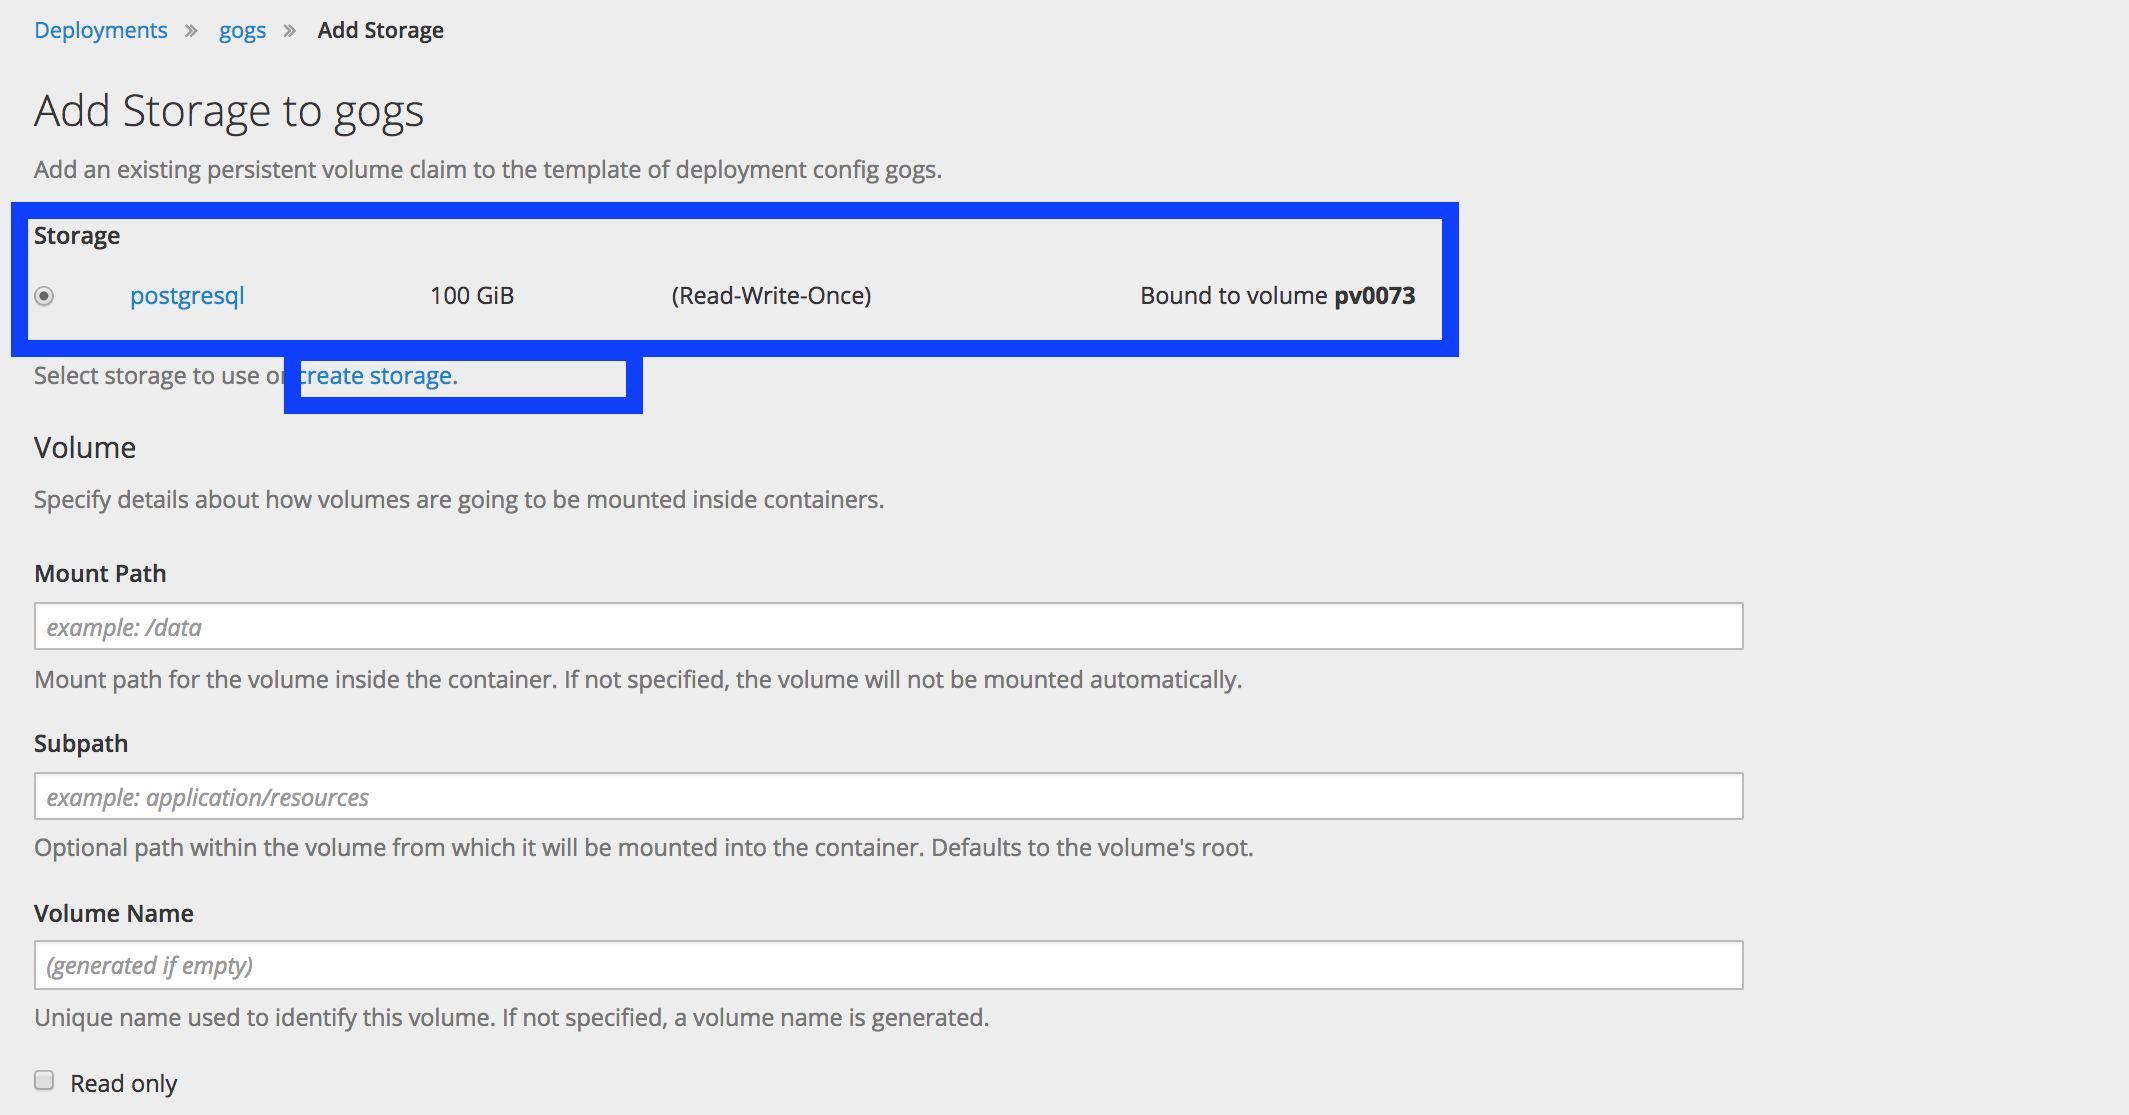 Deployments » gogs » Add Storage
Add Storage to gogs
Add an existing persistent volume claim to the template of deployment config gogs.
Storage
postgresql 100 GiB (Read-Write-Once) Bound to volume pv0073
Select storage to use or create storage.
Volume
Specify details about how volumes are going to be mounted inside containers.
Mount Path
example: /data
Mount path for the volume inside the container. If not specified, the volume will not be mounted automatically.
Subpath
example: application/resources
Optional path within the volume from which it will be mounted into the container. Defaults to the volume's root.
Volume Name
(generated if empty)
Unique name used to identify this volume. If not specified, a volume name is generated.
Read only